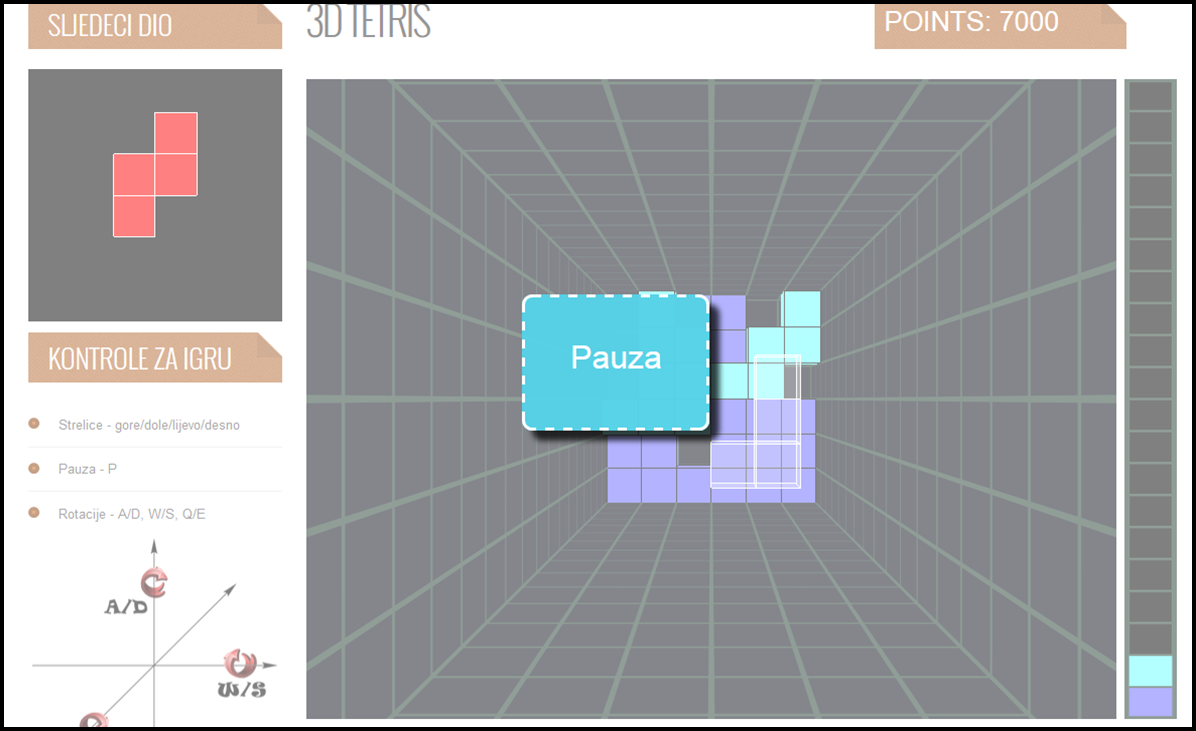 SLJEDECI DIO
3D TETRIS
POINTS: 7000
Pauza
KONTROLE ZA IGRU
Strelice - gore/dole/lijevo/desno
Pauza - P
Rotacije - A/D, W/S, Q/E
A/D
W/S